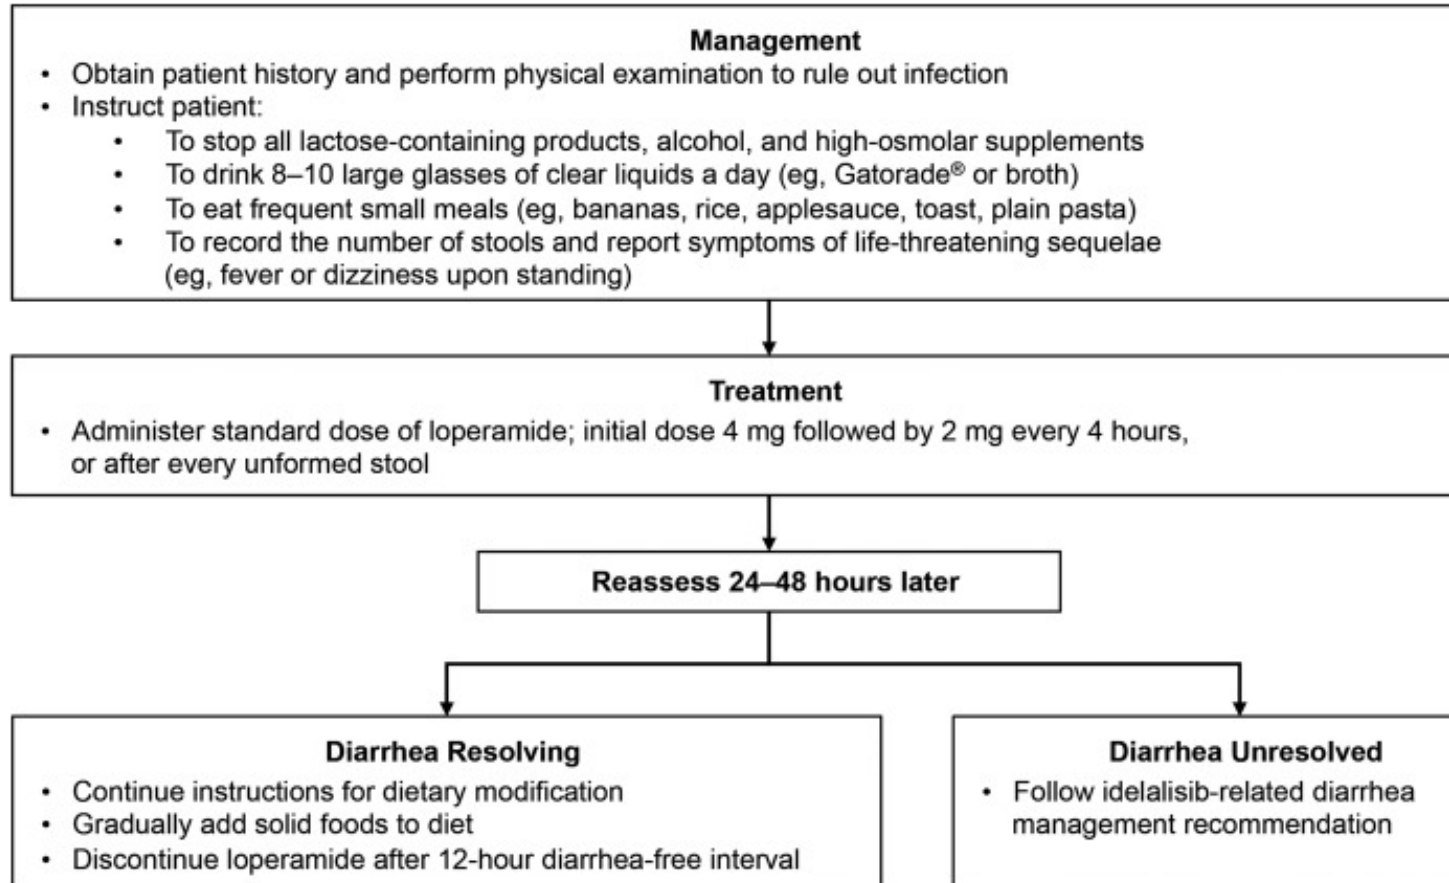 Management
• Obtain patient history and perform physical examination to rule out infection
• Instruct patient:
• To stop all lactose-containing products, alcohol, and high-osmolar supplements
• To drink 8–10 large glasses of clear liquids a day (eg, Gatorade® or broth)
• To eat frequent small meals (eg, bananas, rice, applesauce, toast, plain pasta)
• To record the number of stools and report symptoms of life-threatening sequelae
(eg, fever or dizziness upon standing)
Treatment
• Administer standard dose of loperamide; initial dose 4 mg followed by 2 mg every 4 hours,
or after every unformed stool
Reassess 24–48 hours later
Diarrhea Resolving
• Continue instructions for dietary modification
• Gradually add solid foods to diet
• Discontinue loperamide after 12-hour diarrhea-free interval
Diarrhea Unresolved
• Follow idelalisib-related diarrhea
management recommendation